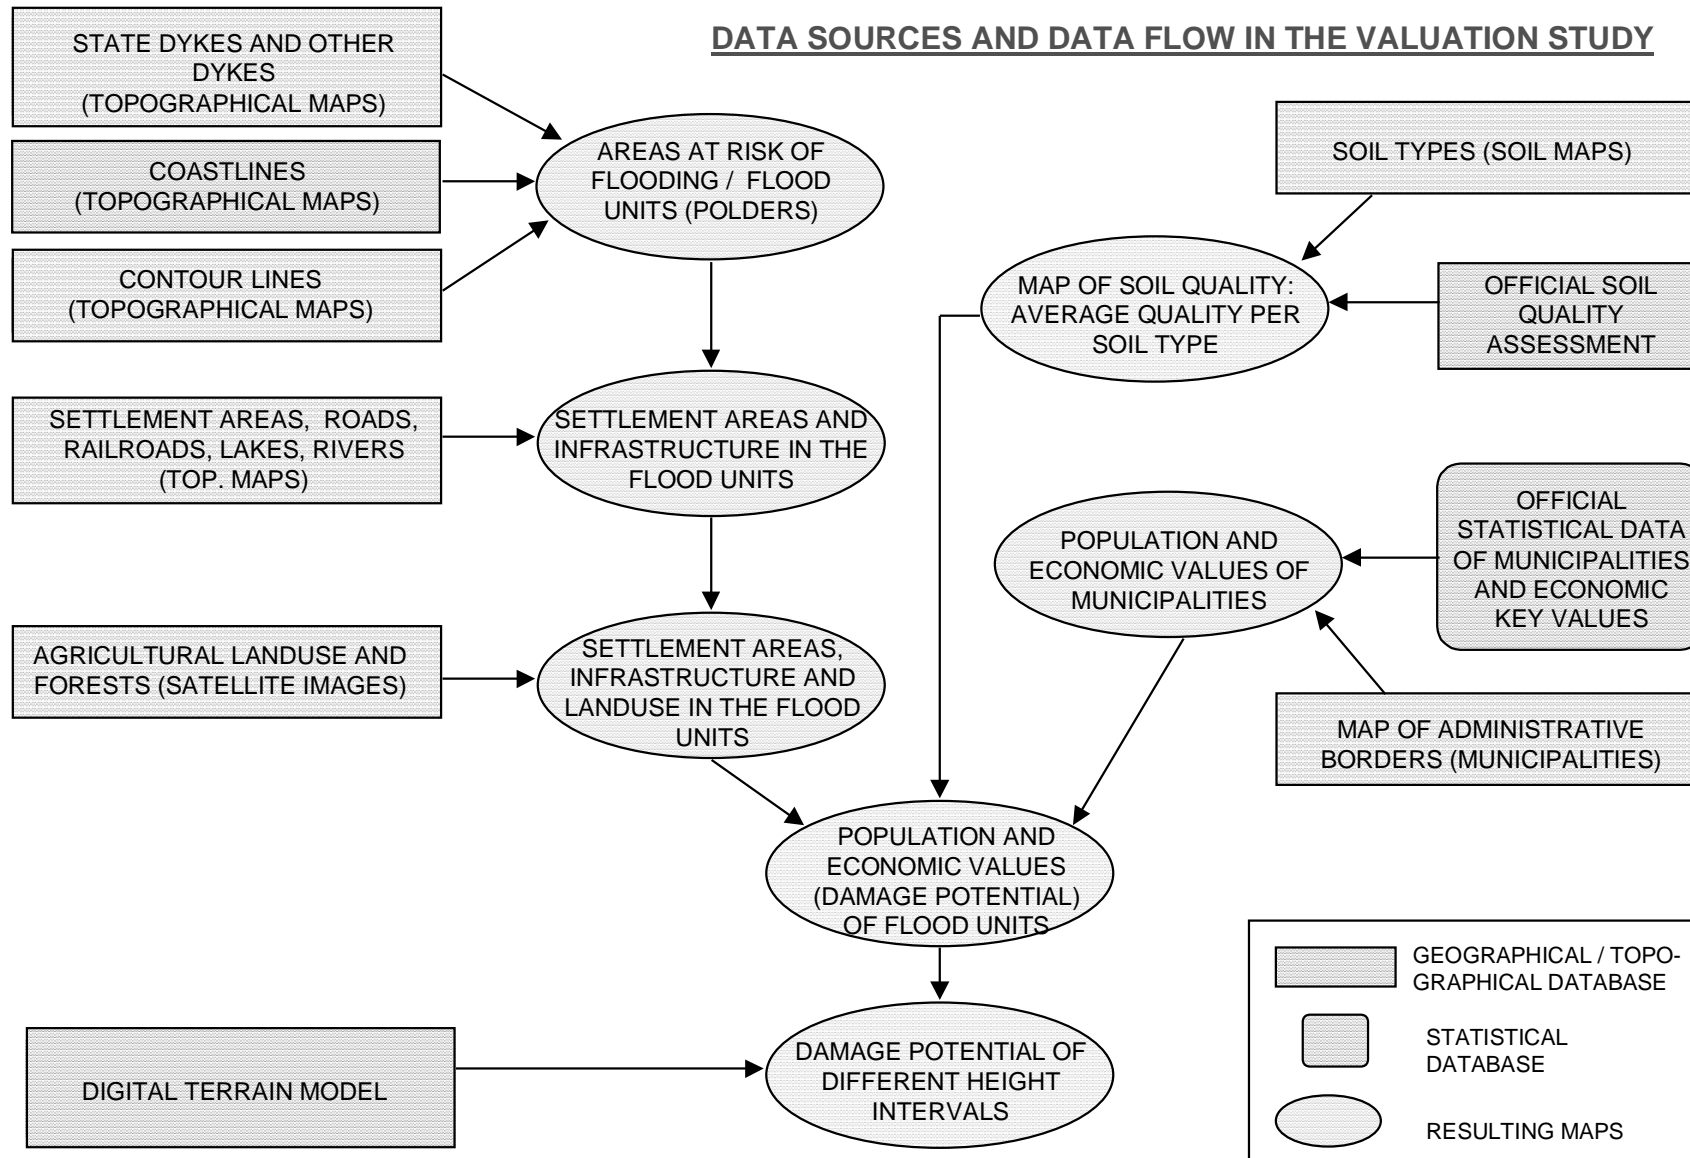 DATA SOURCES AND DATA FLOW IN THE VALUATION STUDY
STATE DYKES AND OTHER
DYKES
(TOPOGRAPHICAL MAPS)
COASTLINES
(TOPOGRAPHICAL MAPS)
CONTOUR LINES
(TOPOGRAPHICAL MAPS)
AREAS AT RISK OF
FLOODING / FLOOD
UNITS (POLDERS)
SOIL TYPES (SOIL MAPS)
MAP OF SOIL QUALITY:
AVERAGE QUALITY PER
SOIL TYPE
OFFICIAL SOIL
QUALITY
ASSESSMENT
SETTLEMENT AREAS, ROADS,
RAILROADS, LAKES, RIVERS
(TOP. MAPS)
SETTLEMENT AREAS AND
INFRASTRUCTURE IN THE
FLOOD UNITS
POPULATION AND
ECONOMIC VALUES OF
MUNICIPALITIES
OFFICIAL
STATISTICAL DATA
OF MUNICIPALITIES
AND ECONOMIC
KEY VALUES
AGRICULTURAL LANDUSE AND
FORESTS (SATELLITE IMAGES)
SETTLEMENT AREAS,
INFRASTRUCTURE AND
LANDUSE IN THE FLOOD
UNITS
MAP OF ADMINISTRATIVE
BORDERS (MUNICIPALITIES)
POPULATION AND
ECONOMIC VALUES
(DAMAGE POTENTIAL)
OF FLOOD UNITS
DIGITAL TERRAIN MODEL
DAMAGE POTENTIAL OF
DIFFERENT HEIGHT
INTERVALS
GEOGRAPHICAL / TOPO-
GRAPHICAL DATABASE
STATISTICAL
DATABASE
RESULTING MAPS